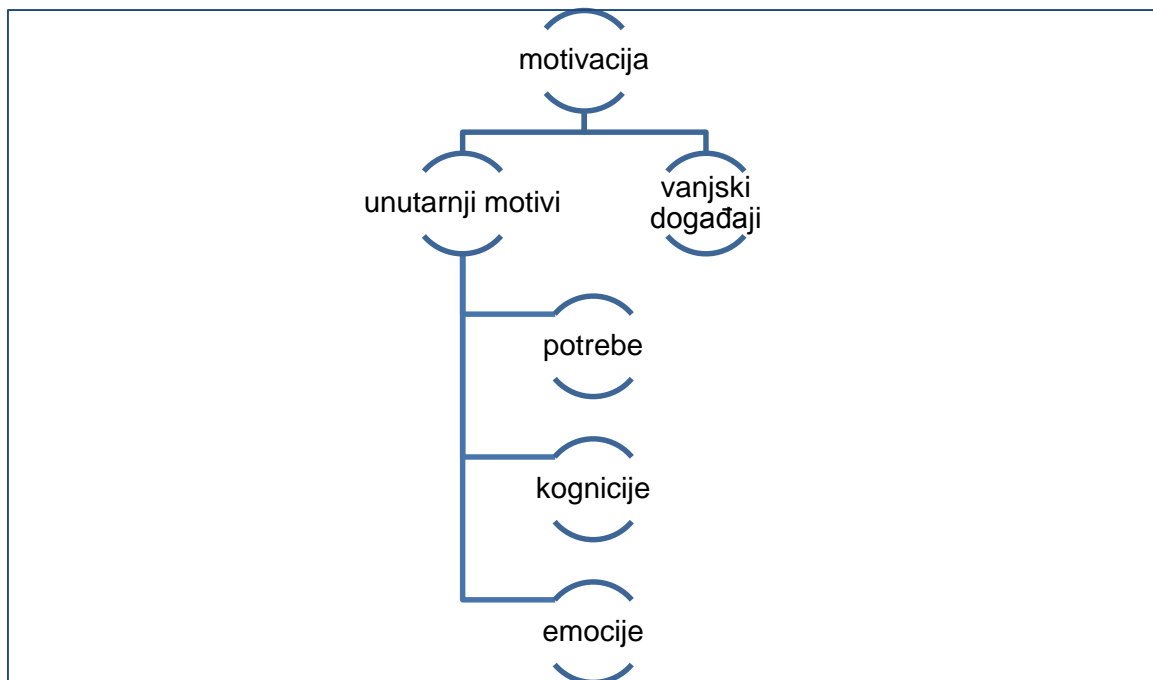 motivacija
unutarnji motivi
vanjski
događaji
potrebe
kognicije
emocije